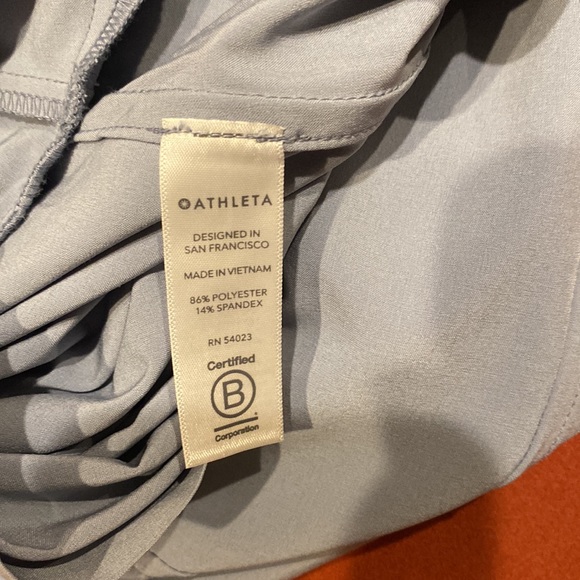 ATHLETA
DESIGNED IN
SAN FRANCISCO
MADE IN VIETNAM
86% POLYESTER
14% SPANDEX
RN 54023
Certified
B
Corporation